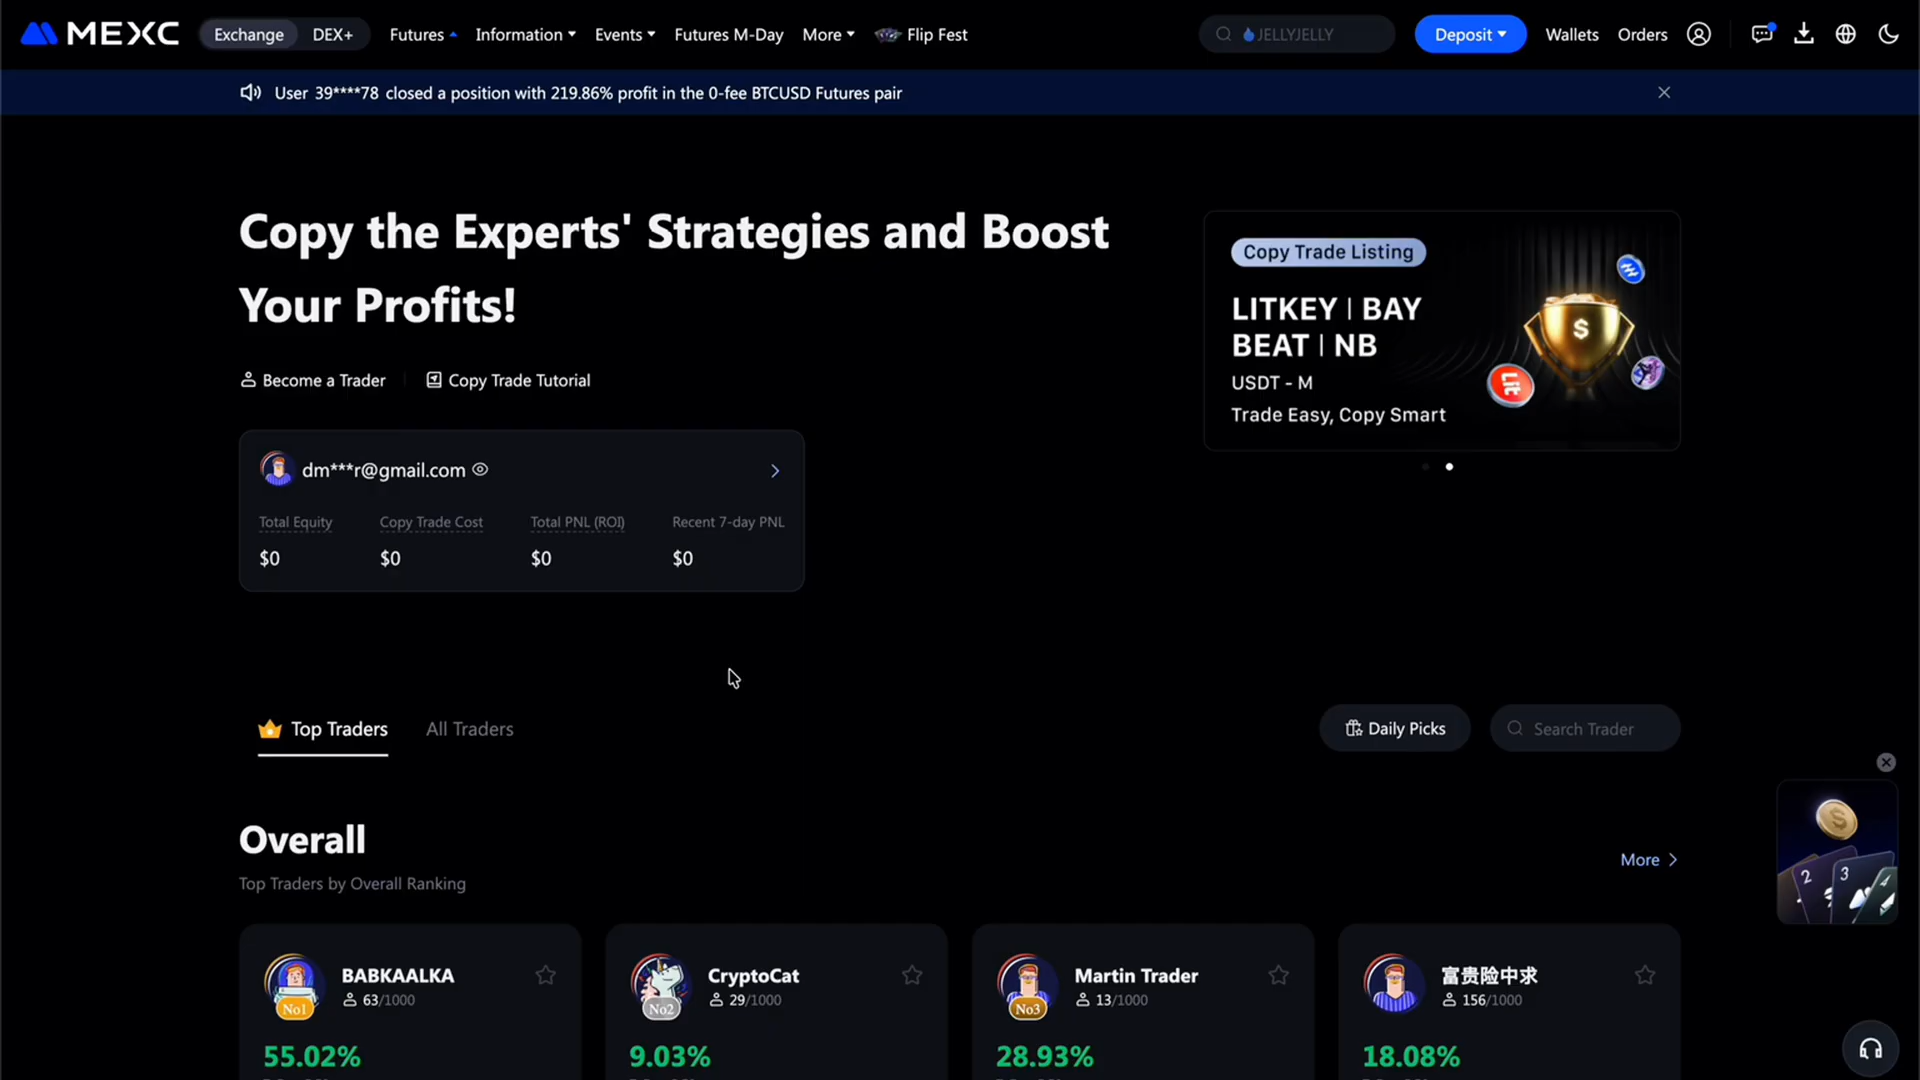 MEXC Exchange DEX+ Futures Information Events Futures M-Day More Flip Fest JELLYJELLY Deposit Wallets Orders
User 39****78 closed a position with 219.86% profit in the 0-fee BTCUSD Futures pair
Copy the Experts' Strategies and Boost
Your Profits!
Become a Trader Copy Trade Tutorial
Copy Trade Listing
LITKEY | BAY
BEAT | NB
USDT - M
Trade Easy, Copy Smart
dm***r@gmail.com
Total Equity Copy Trade Cost Total PNL (ROI) Recent 7-day PNL
$0 $0 $0 $0
Top Traders All Traders Daily Picks Search Trader
Overall
More
Top Traders by Overall Ranking
BABKAALKA CryptoCat Martin Trader 富贵险中求
63/1000 29/1000 13/1000 156/1000
No1 No2 No3
55.02% 9.03% 28.93% 18.08%
2 3 4